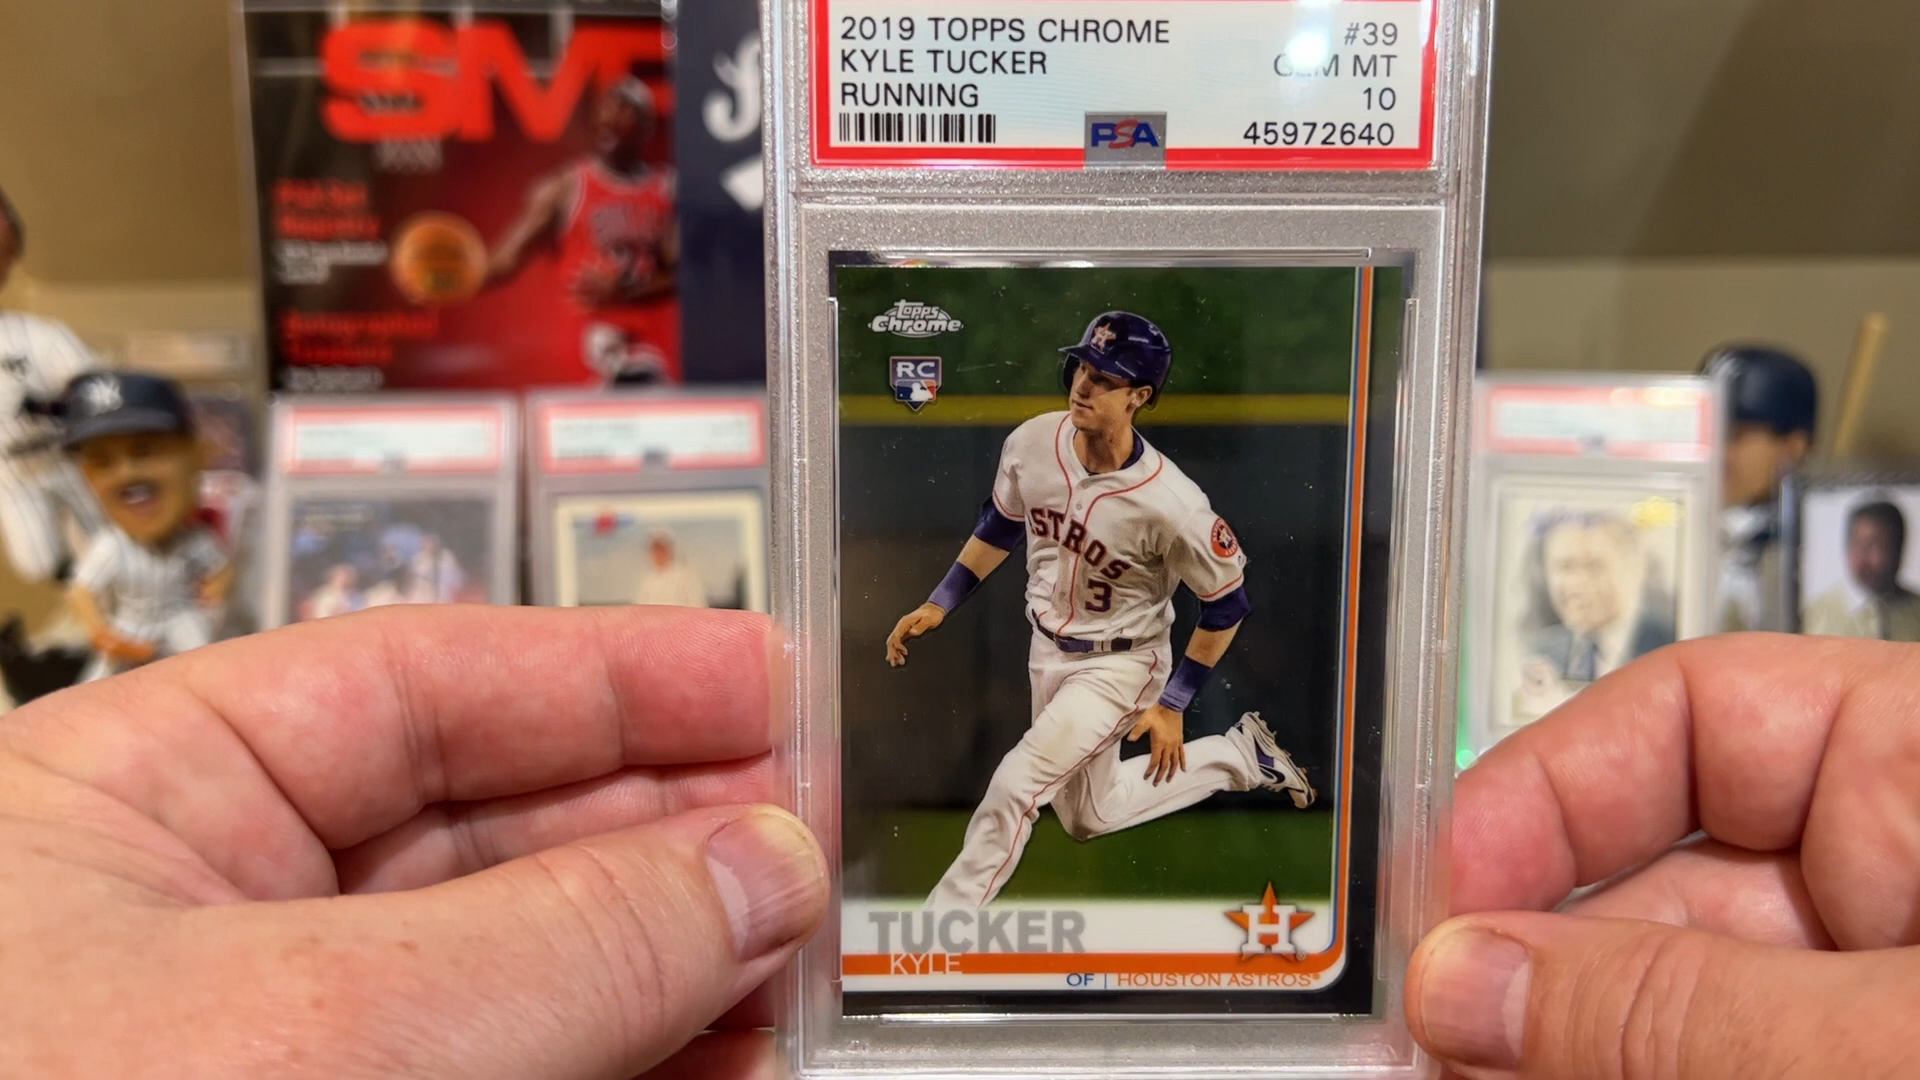 2019 TOPPS CHROME #39
KYLE TUCKER GEM MT
RUNNING 10
PSA 45972640
SM
23
topps
Chrome
RC
H
ASTROS
3
TUCKER
KYLE
H
OF | HOUSTON ASTROS®